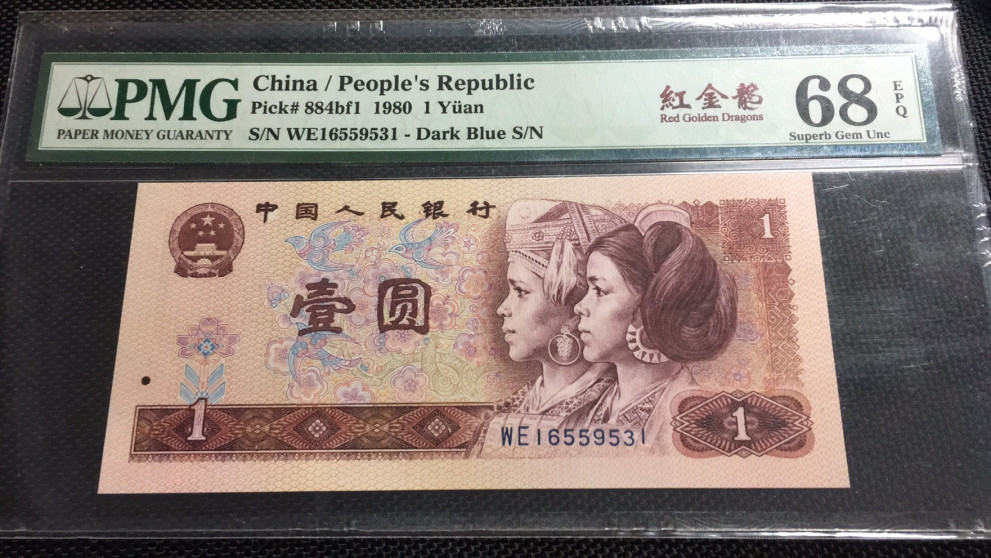 PMG
PAPER MONEY GUARANTY
China / People's Republic
Pick# 884bf1 1980 1 Yüan
S/N WE16559531 - Dark Blue S/N
紅金龍
Red Golden Dragons
68
EPQ
Superb Gem Unc
中国人民银行
1
壹圆
1
WE16559531
1